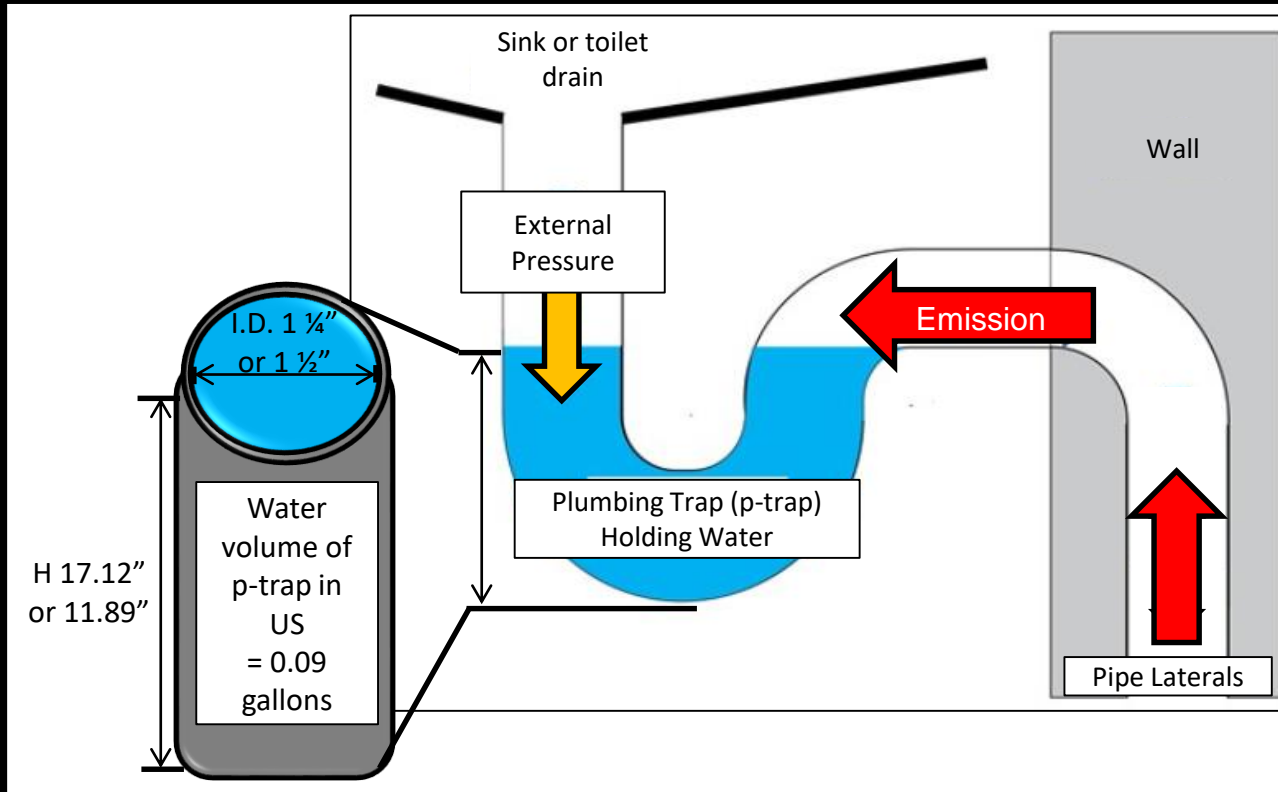 Sink or toilet
drain
Wall
External
Pressure
Emission
I.D. 1 ¼”
or 1 ½”
Plumbing Trap (p-trap)
Holding Water
Water
volume of
p-trap in
US
= 0.09
gallons
H 17.12”
or 11.89”
Pipe Laterals